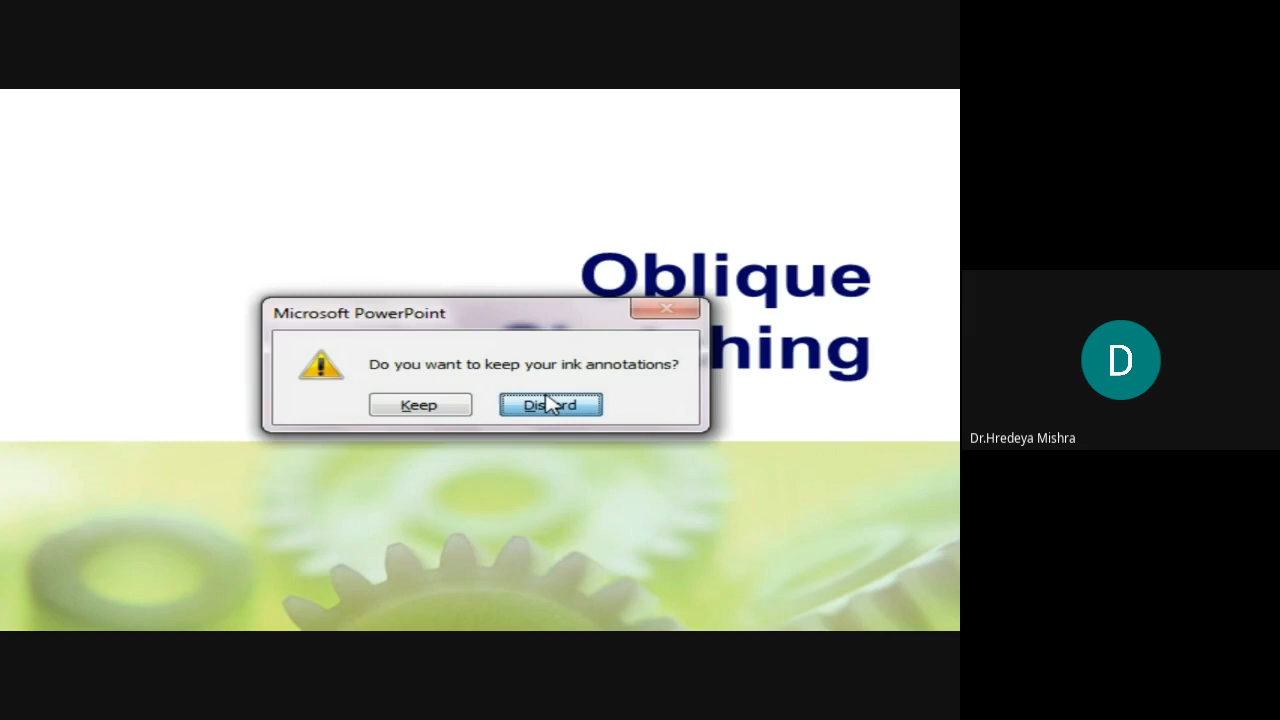 Oblique
hing
Microsoft PowerPoint
Do you want to keep your ink annotations?
Keep
D
Dr.Hredeya Mishra